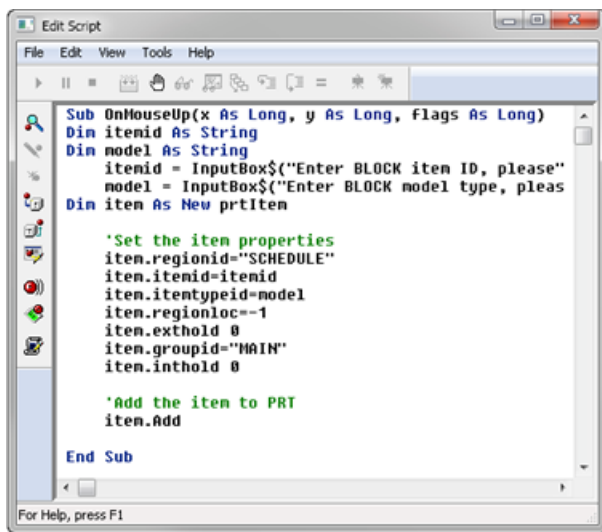 Edit Script
File Edit View Tools Help
Sub OnMouseUp(x As Long, y As Long, flags As Long)
Dim itemid As String
Dim model As String
itemid = InputBox$("Enter BLOCK item ID, please"
model = InputBox$("Enter BLOCK model type, pleas
Dim item As New prtItem
'Set the item properties
item.regionid="SCHEDULE"
item.itemid=itemid
item.itemtypeid=model
item.regionloc=-1
item.exthold 0
item.groupid="MAIN"
item.inthold 0
'Add the item to PRT
item.Add
End Sub
For Help, press F1